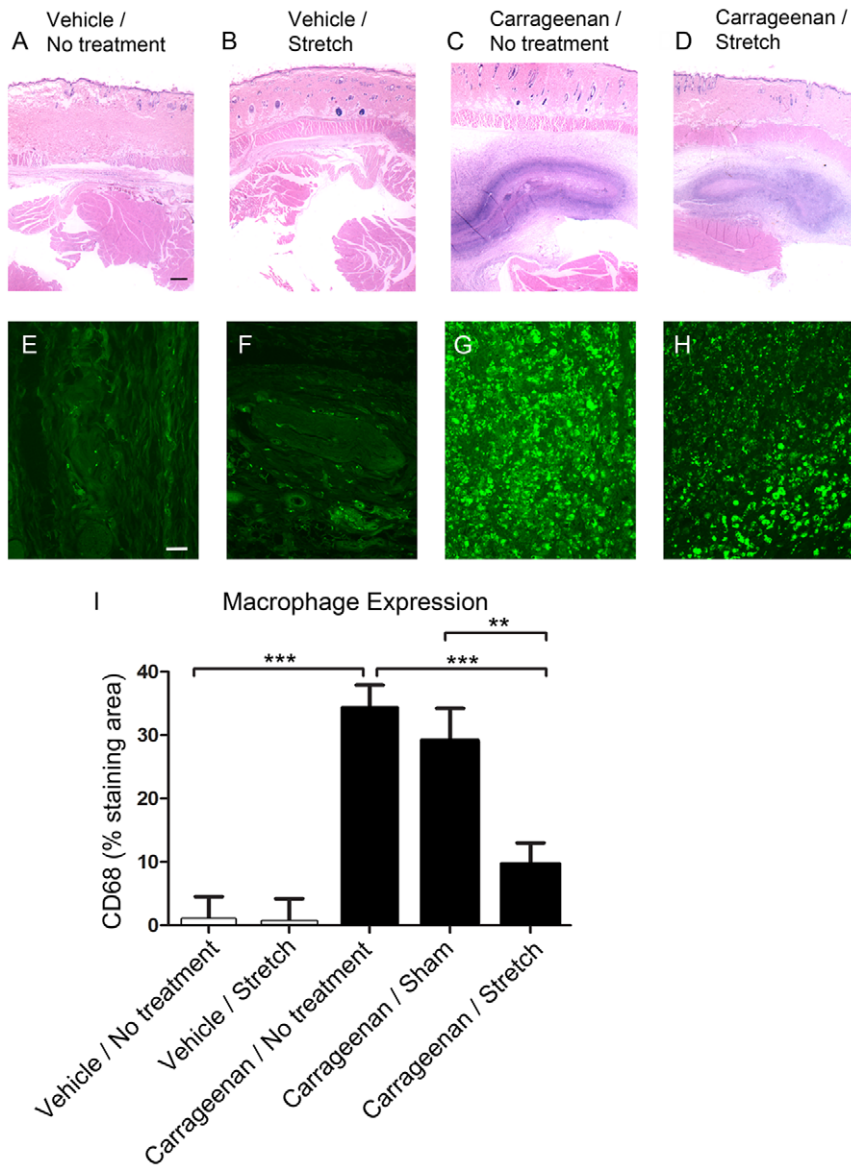 Vehicle /
No treatment
Vehicle /
Stretch
Carrageenan /
No treatment
Carrageenan /
Stretch
A
B
C
D
E
F
G
H
I
Macrophage Expression
**
***
***
CD68 (% staining area)
40
30
20
10
0
Vehicle / No treatment
Vehicle / Stretch
Carrageenan / No treatment
Carrageenan / Sham
Carrageenan / Stretch